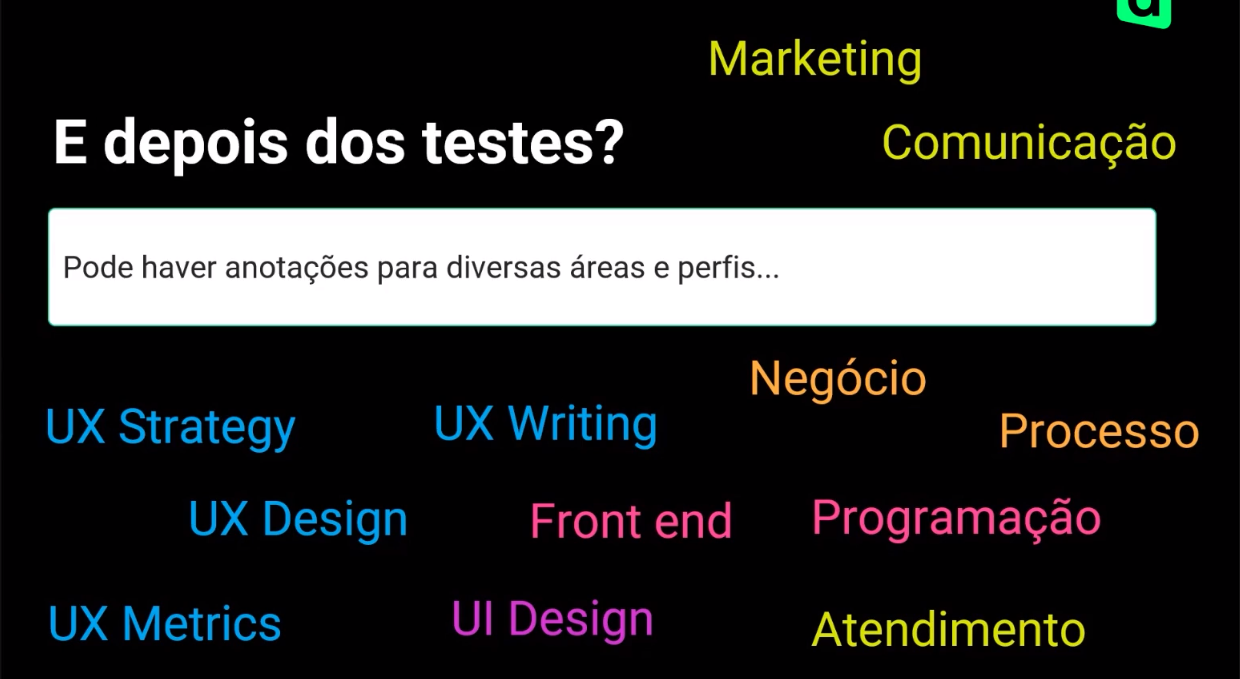 Marketing
E depois dos testes?
Comunicação
Pode haver anotações para diversas áreas e perfis...
Negócio
UX Strategy
UX Writing
Processo
UX Design
Front end
Programação
UX Metrics
UI Design
Atendimento